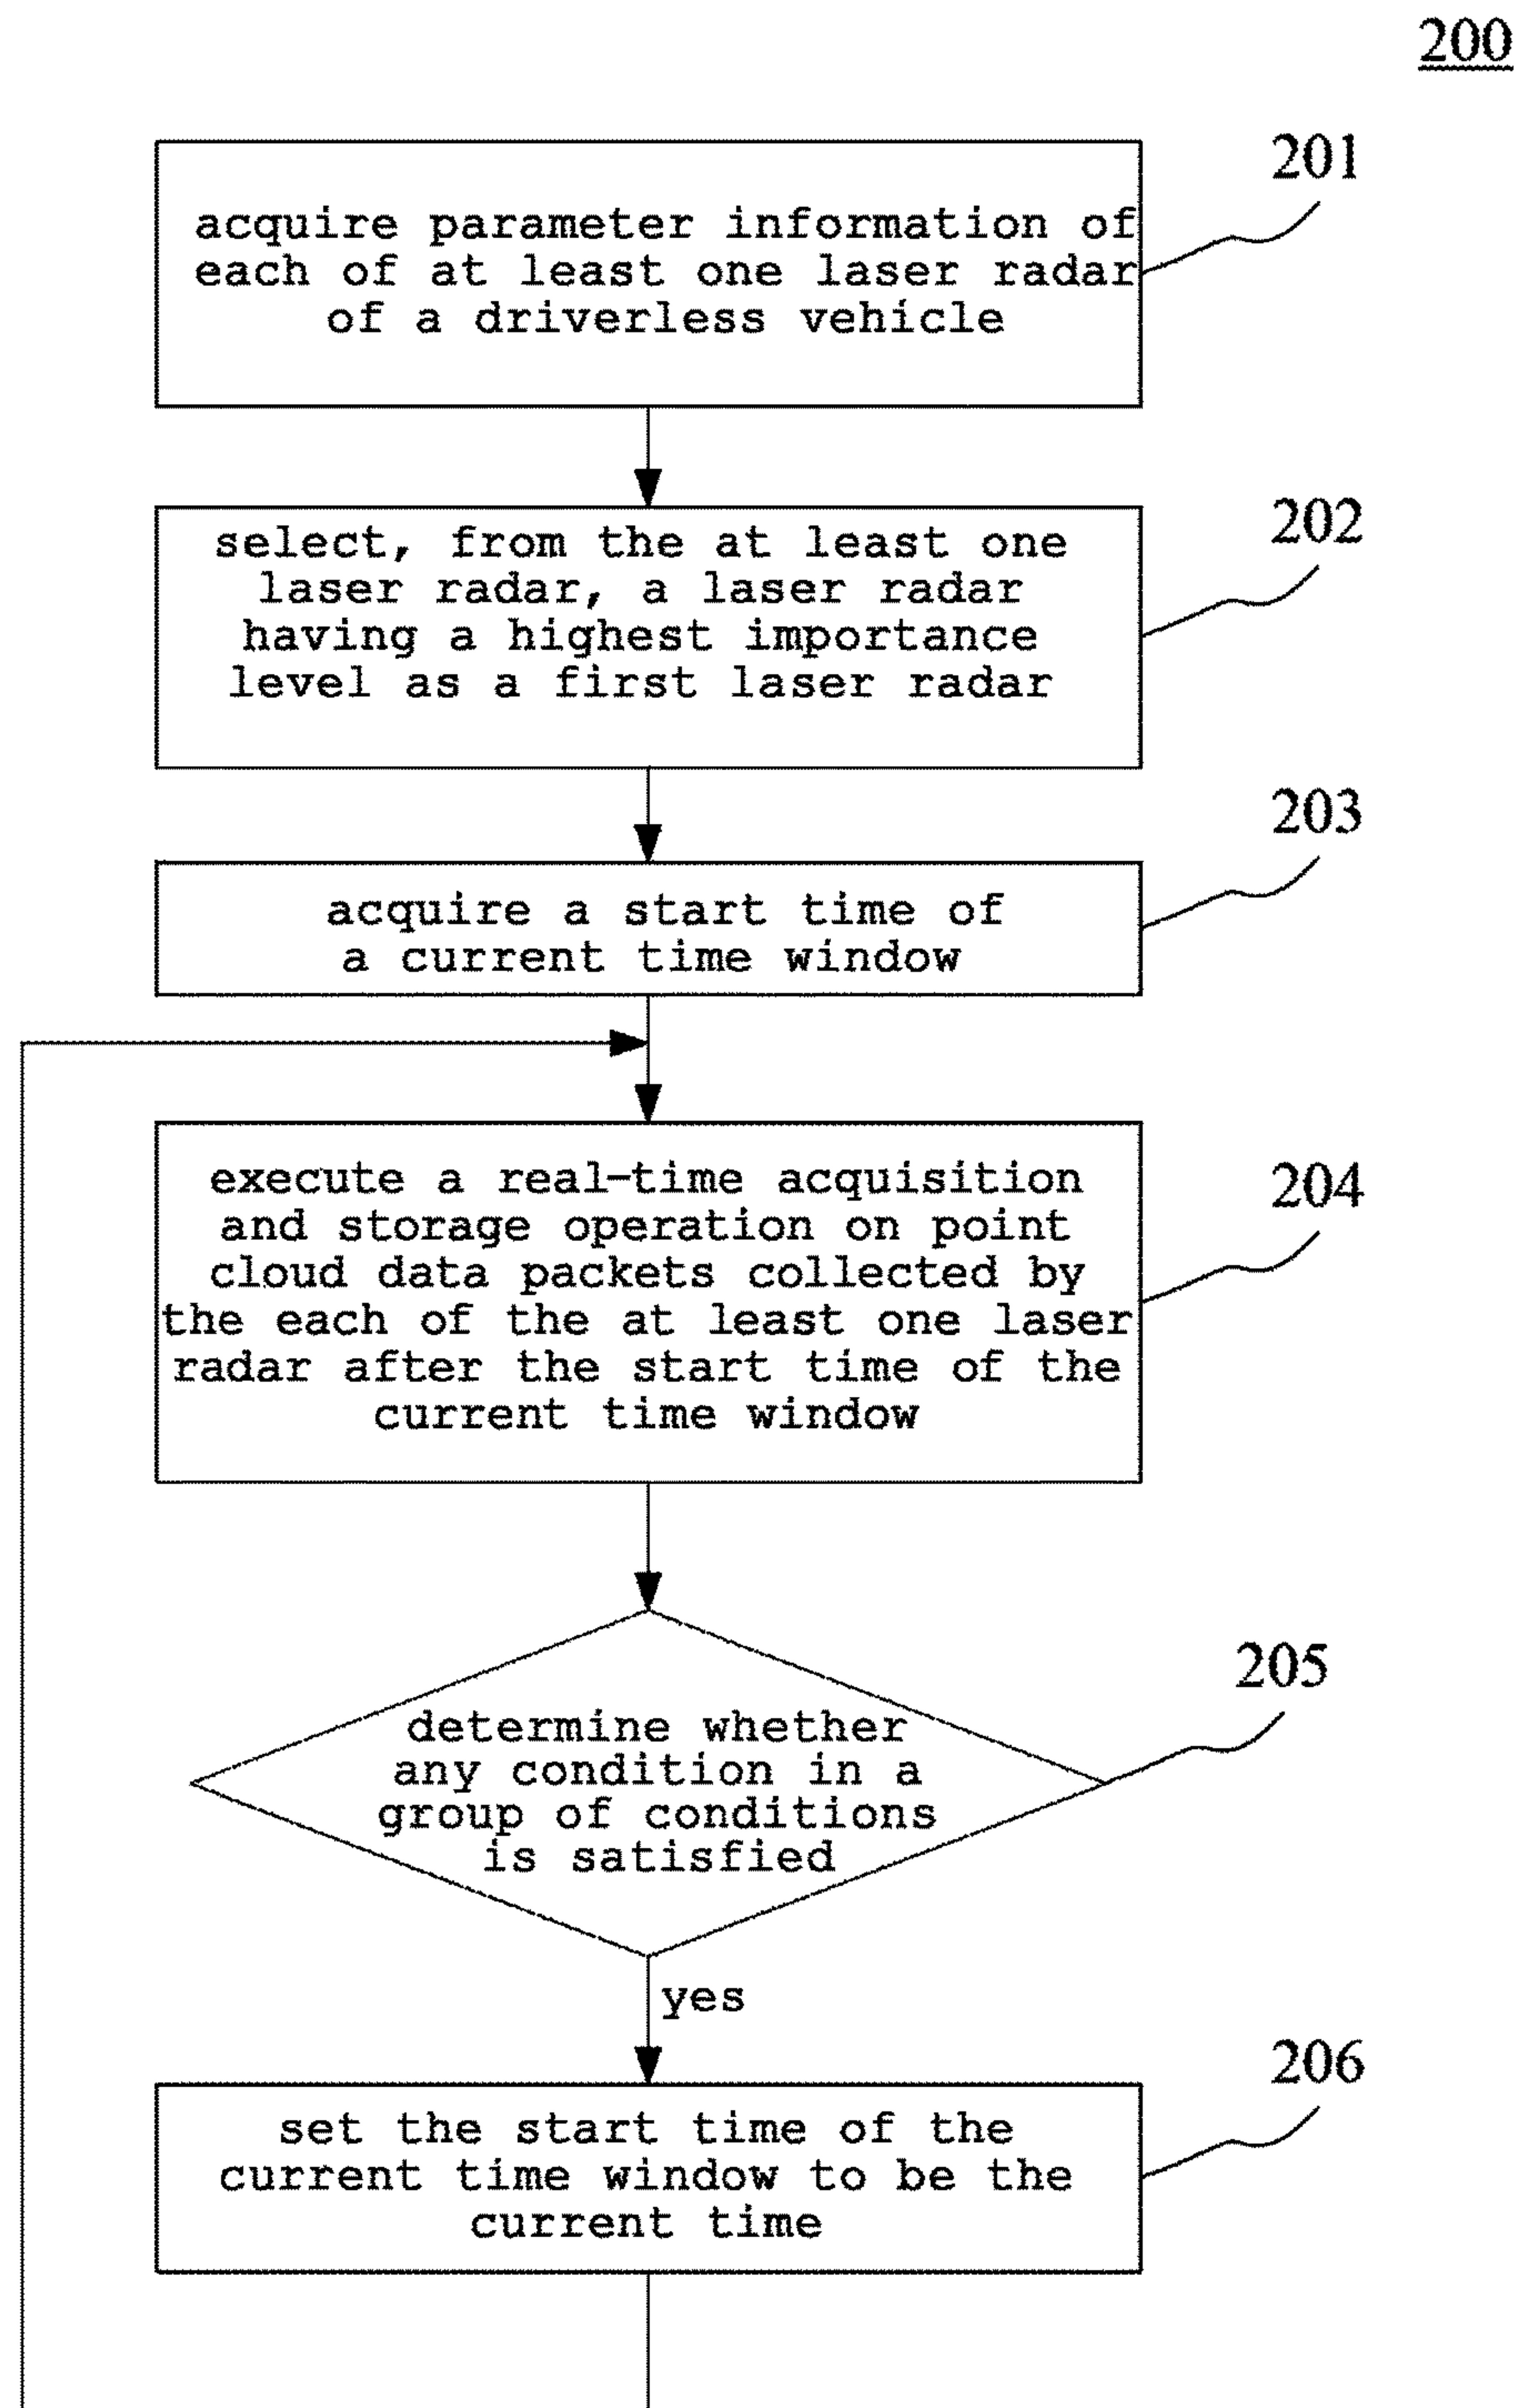 200
201
acquire parameter information of
each of at least one laser radar
of a driverless vehicle
202
select, from the at least one
laser radar, a laser radar
having a highest importance
level as a first laser radar
203
acquire a start time of
a current time window
204
execute a real-time acquisition
and storage operation on point
cloud data packets collected by
the each of the at least one laser
radar after the start time of the
current time window
205
determine whether
any condition in a
group of conditions
is satisfied
yes
206
set the start time of the
current time window to be the
current time